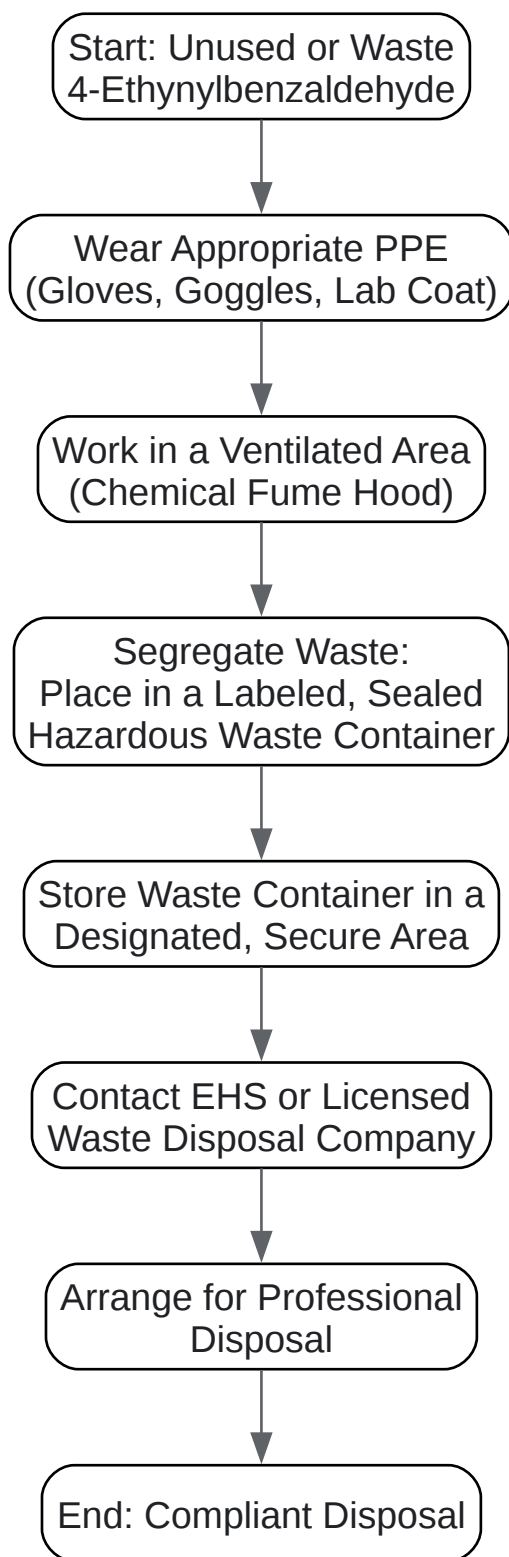 Start: Unused or Waste
4-Ethynylbenzaldehyde
Wear Appropriate PPE
(Gloves, Goggles, Lab Coat)
Work in a Ventilated Area
(Chemical Fume Hood)
Segregate Waste:
Place in a Labeled, Sealed
Hazardous Waste Container
Store Waste Container in a
Designated, Secure Area
Contact EHS or Licensed
Waste Disposal Company
Arrange for Professional
Disposal
End: Compliant Disposal